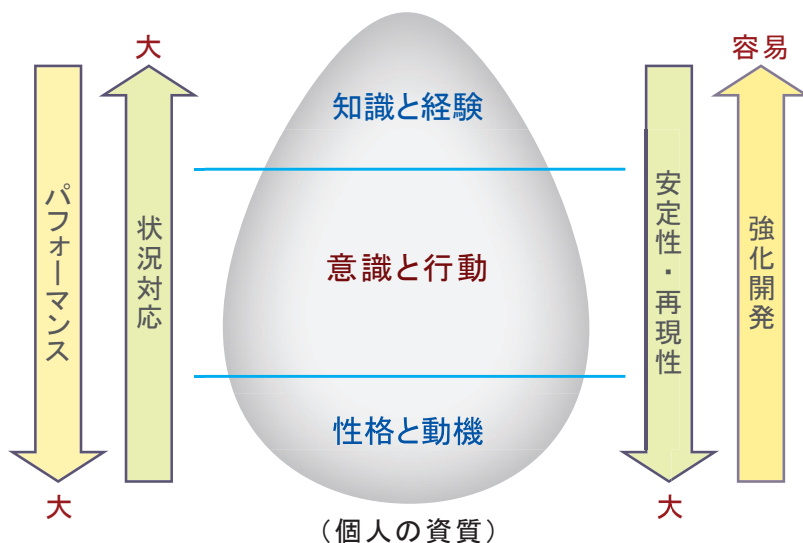 大
容易
知識と経験
パフォーマンス
状況対応
意識と行動
安定性・再現性
強化開発
性格と動機
大
大
(個人の資質)